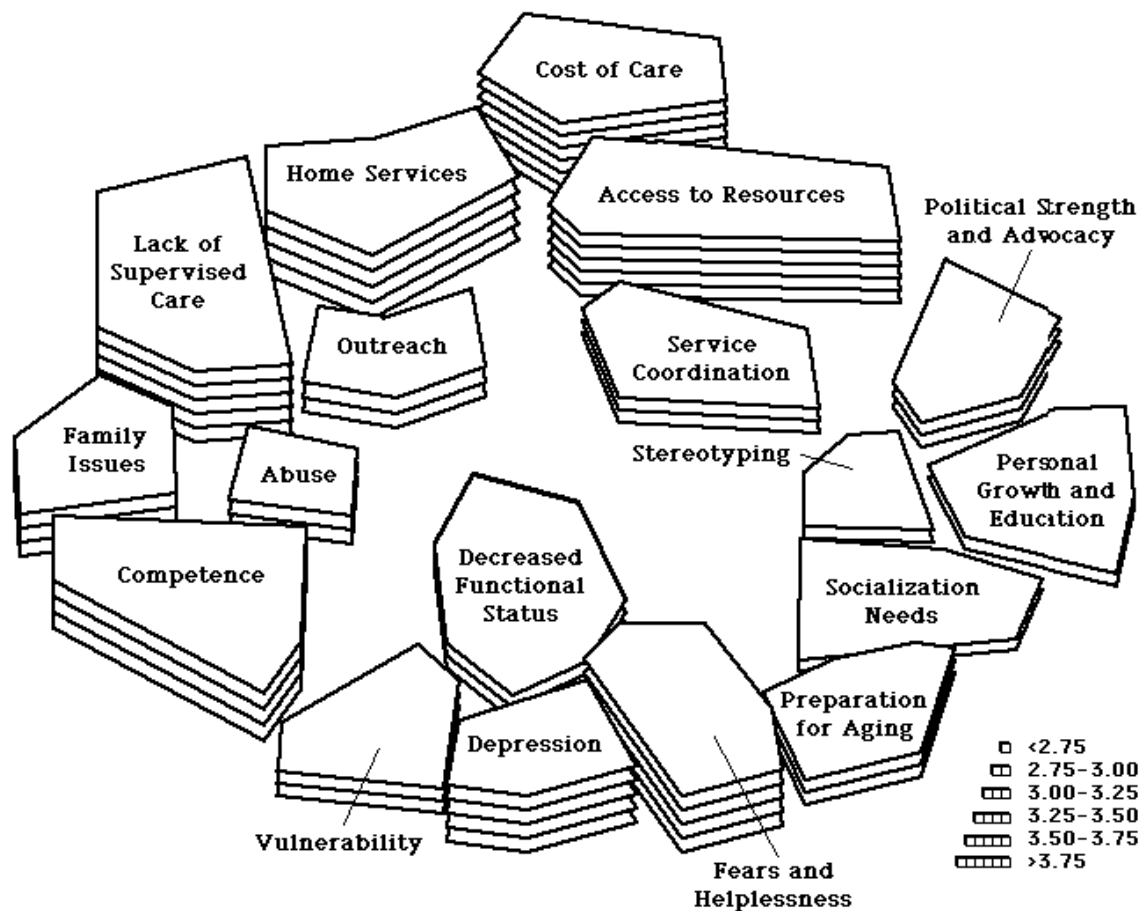 Cost of Care
Home Services
Access to Resources
Political Strength
and Advocacy
Lack of
Supervised
Care
Outreach
Service
Coordination
Family
Issues
Abuse
Stereotyping
Personal
Growth and
Education
Competence
Decreased
Functional
Status
Socialization
Needs
Preparation
for Aging
Depression
Vulnerability
Fears and
Helplessness
<2.75
2.75-3.00
3.00-3.25
3.25-3.50
3.50-3.75
>3.75